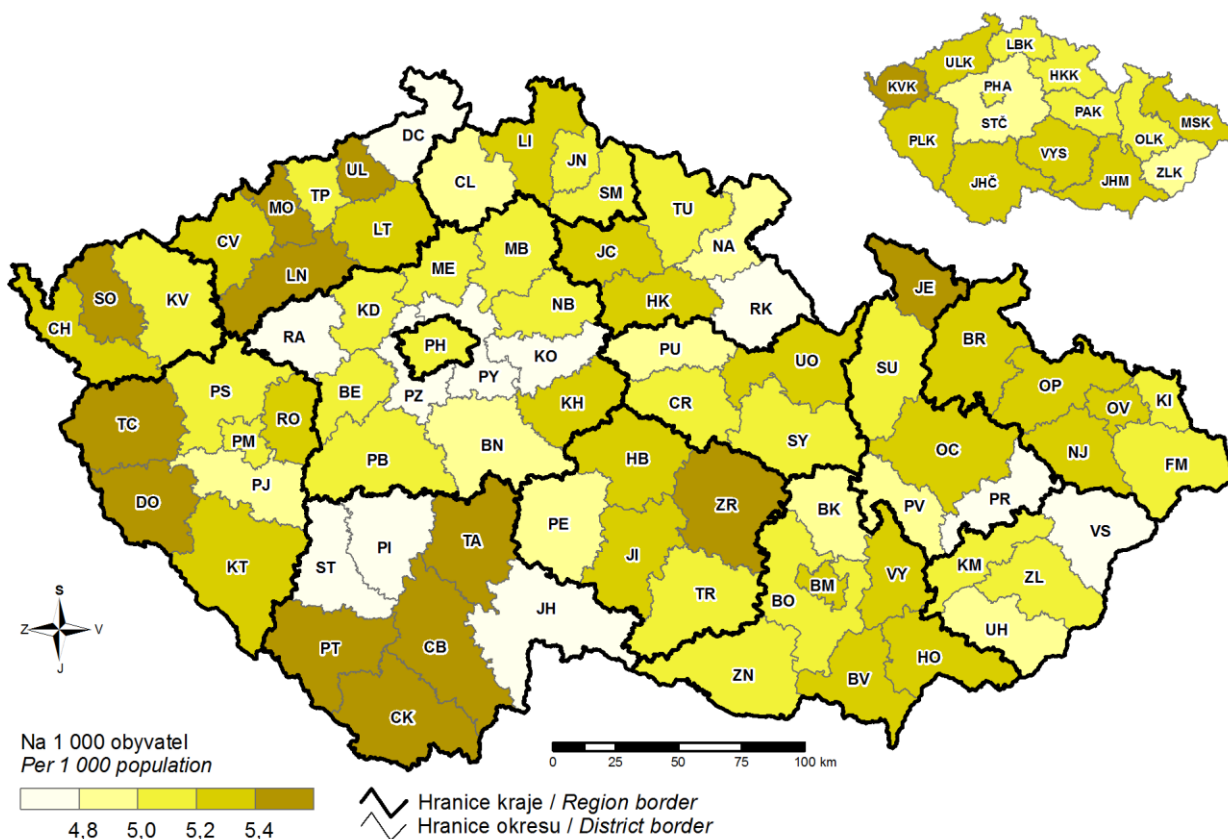 LBK
ULK
HKK
KVK
PHA
STČ
PAK
MSK
OLK
PLK
VYS
ZLK
JHČ
JHM
DC
LI
UL
JN
TP
CL
SM
MO
TU
CV
LT
MB
JC
NA
ME
LN
SO
KV
KD
NB
HK
RK
JE
CH
RA
PH
KO
PU
UO
BR
SU
PY
PS
BE
PZ
OP
KI
TC
RO
KH
CR
OV
PM
BN
SY
OC
NJ
PB
HB
FM
PJ
DO
ZR
BK
PV
PR
PE
VS
TA
PI
JI
KT
ST
KM
ZL
VY
BM
TR
BO
JH
UH
PT
CB
HO
ZN
BV
CK
S
Z V
J
Na 1 000 obyvatel
Per 1 000 population
4,8 5,0 5,2 5,4
0 25 50 75 100 km
Hranice kraje / Region border
Hranice okresu / District border